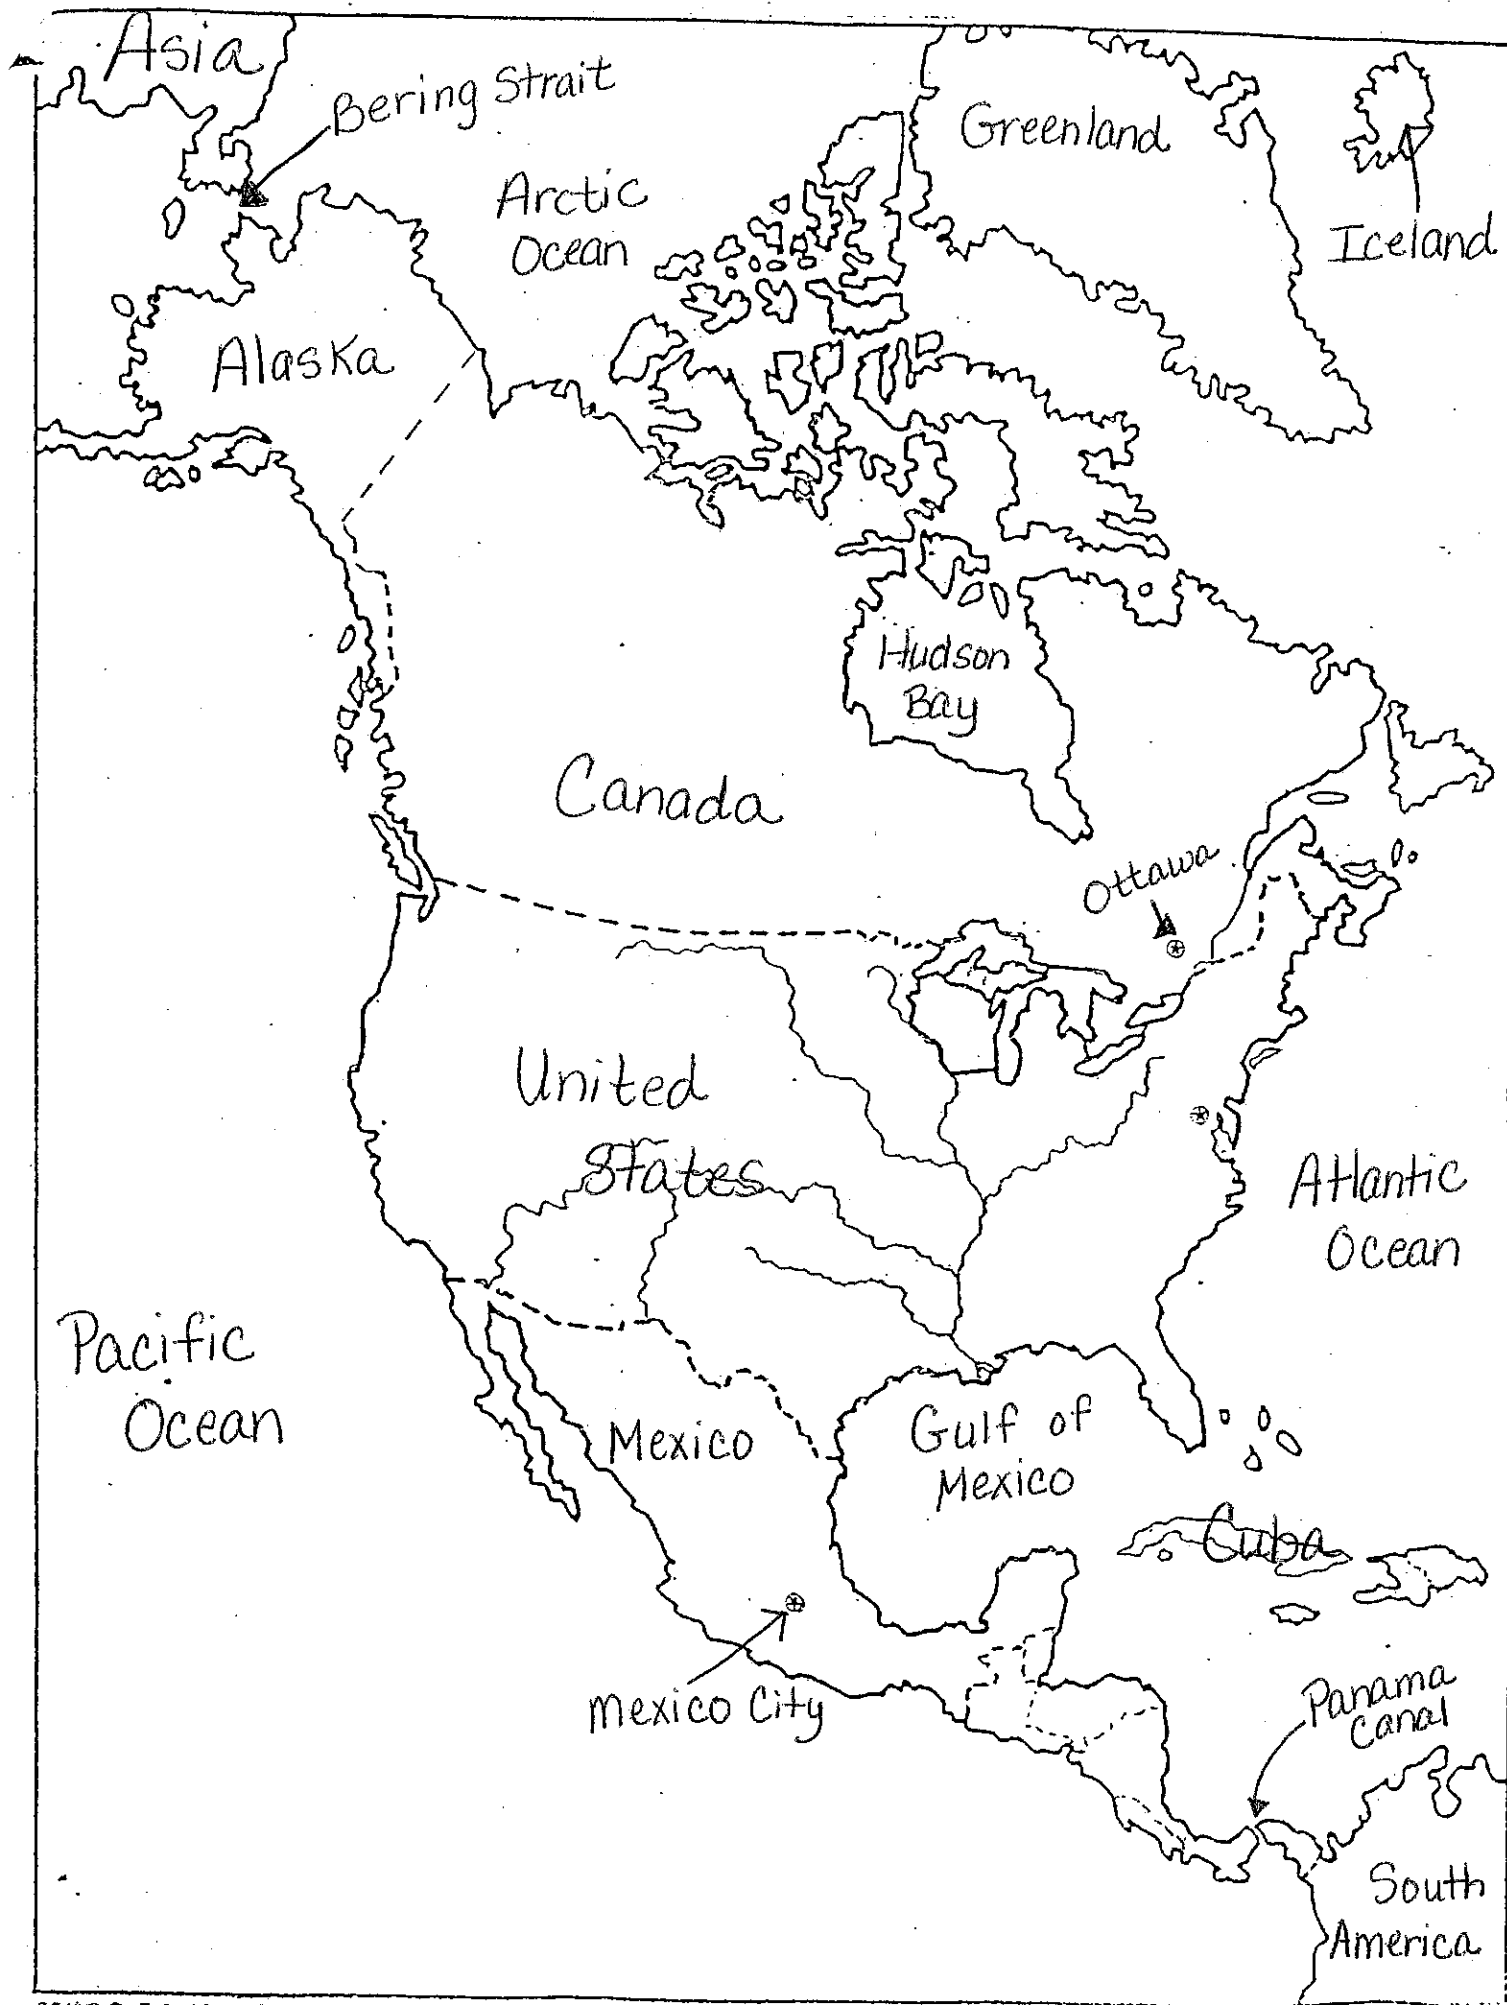 Asia
Bering Strait
Greenland
Arctic
Ocean
Iceland
Alaska
Hudson
Bay
Canada
Ottawa
United
States
Atlantic
Ocean
Pacific
Ocean
Mexico
Gulf of
Mexico
Cuba
Mexico City
Panama
Canal
South
America